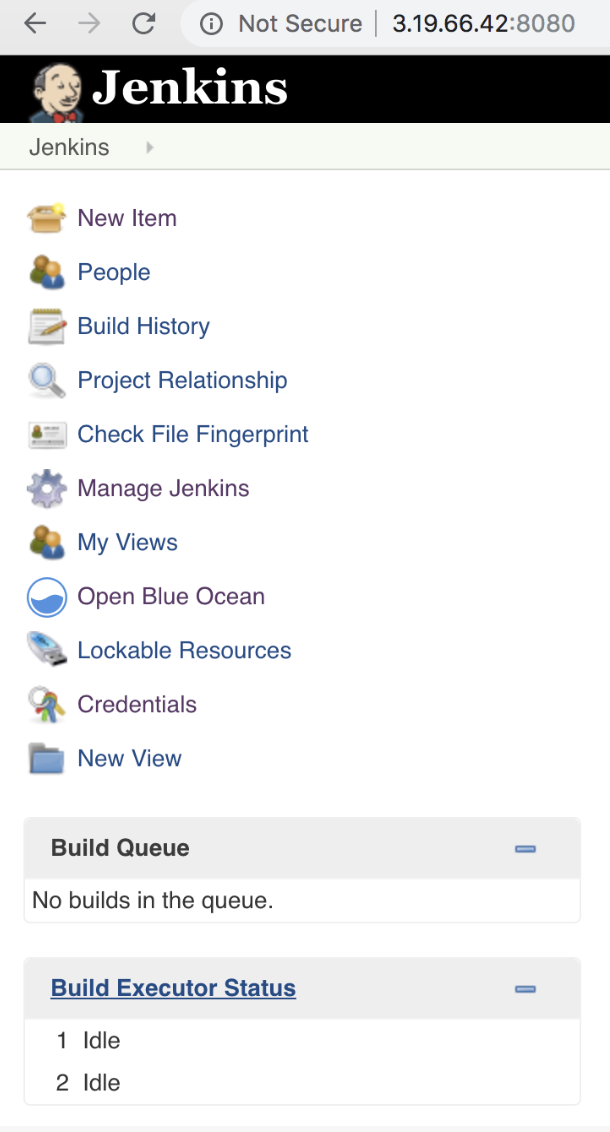 Not Secure | 3.19.66.42:8080
Jenkins
Jenkins
New Item
People
Build History
Project Relationship
Check File Fingerprint
Manage Jenkins
My Views
Open Blue Ocean
Lockable Resources
Credentials
New View
Build Queue
No builds in the queue.
Build Executor Status
1 Idle
2 Idle